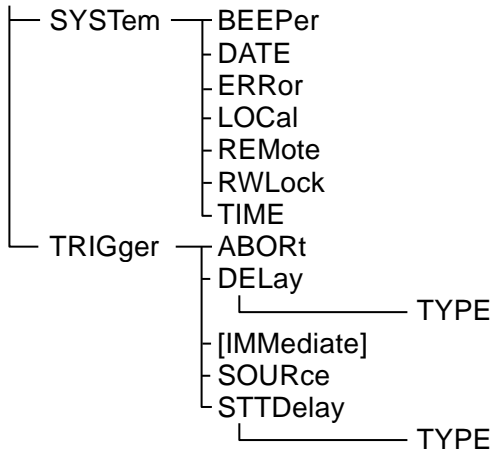 SYSTem BEEPer
DATE
ERRor
LOCal
REMote
RWLock
TIME
TRIGger ABORt
DELay
TYPE
[IMMediate]
SOURce
STTDelay
TYPE